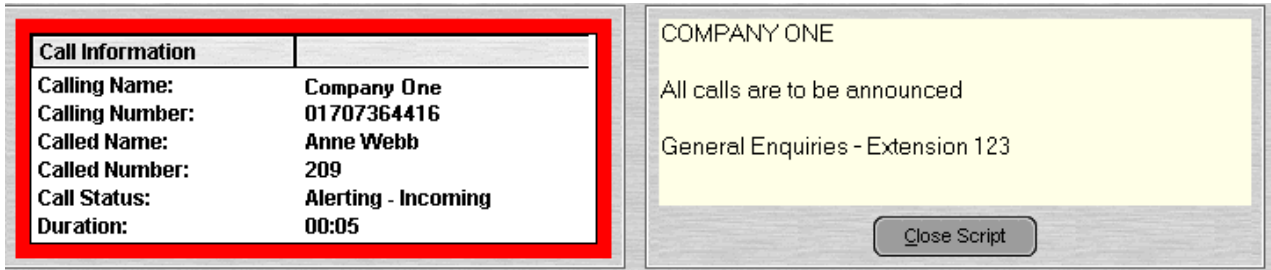 Call Information
Calling Name: Company One
Calling Number: 01707364416
Called Name: Anne Webb
Called Number: 209
Call Status: Alerting - Incoming
Duration: 00:05
COMPANY ONE
All calls are to be announced
General Enquiries - Extension 123
Close Script